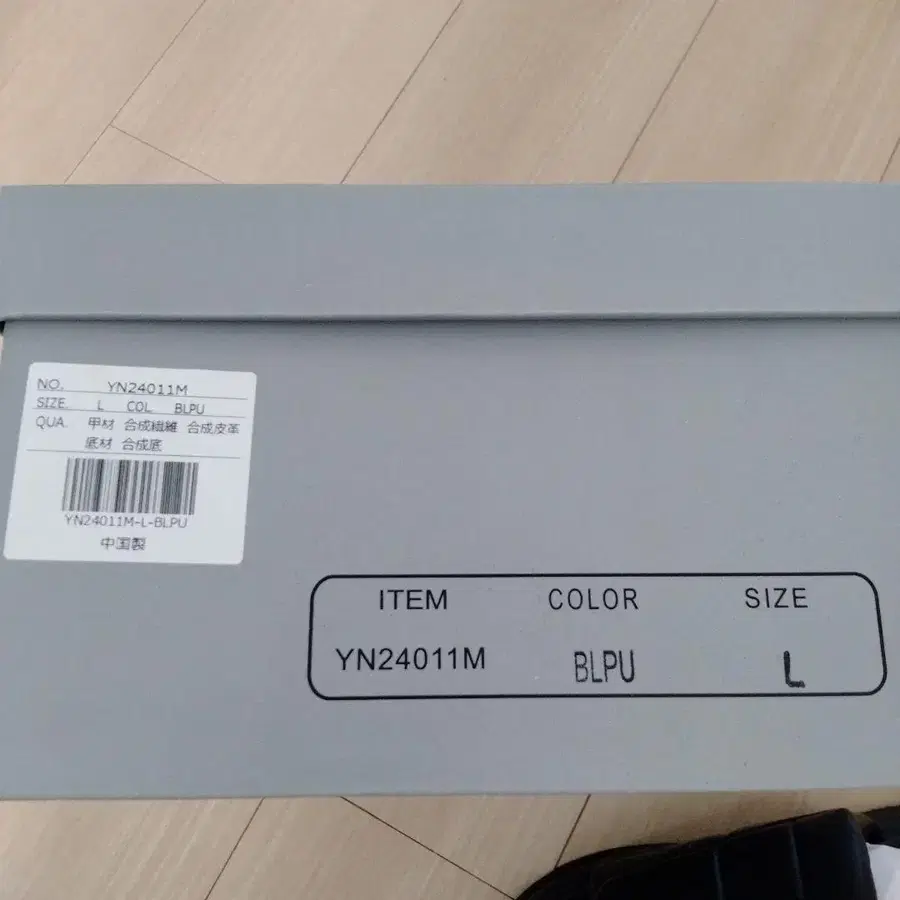 NO. YN24011M
SIZE. L COL. BLPU
QUA. 甲材 合成繊維 合成皮革
底材 合成底
YN24011M-L-BLPU
中国製
ITEM COLOR SIZE
YN24011M BLPU L